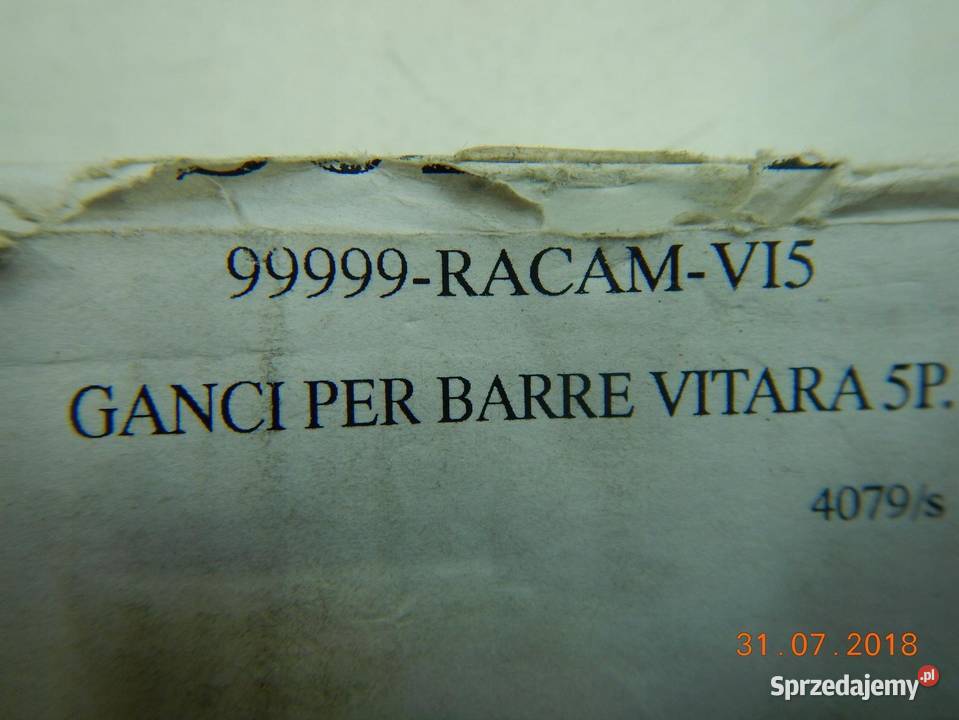 99999-RACAM-VI5
GANCI PER BARRE VITARA 5P.
4079/s
31.07.2018
Sprzedajemy.pl